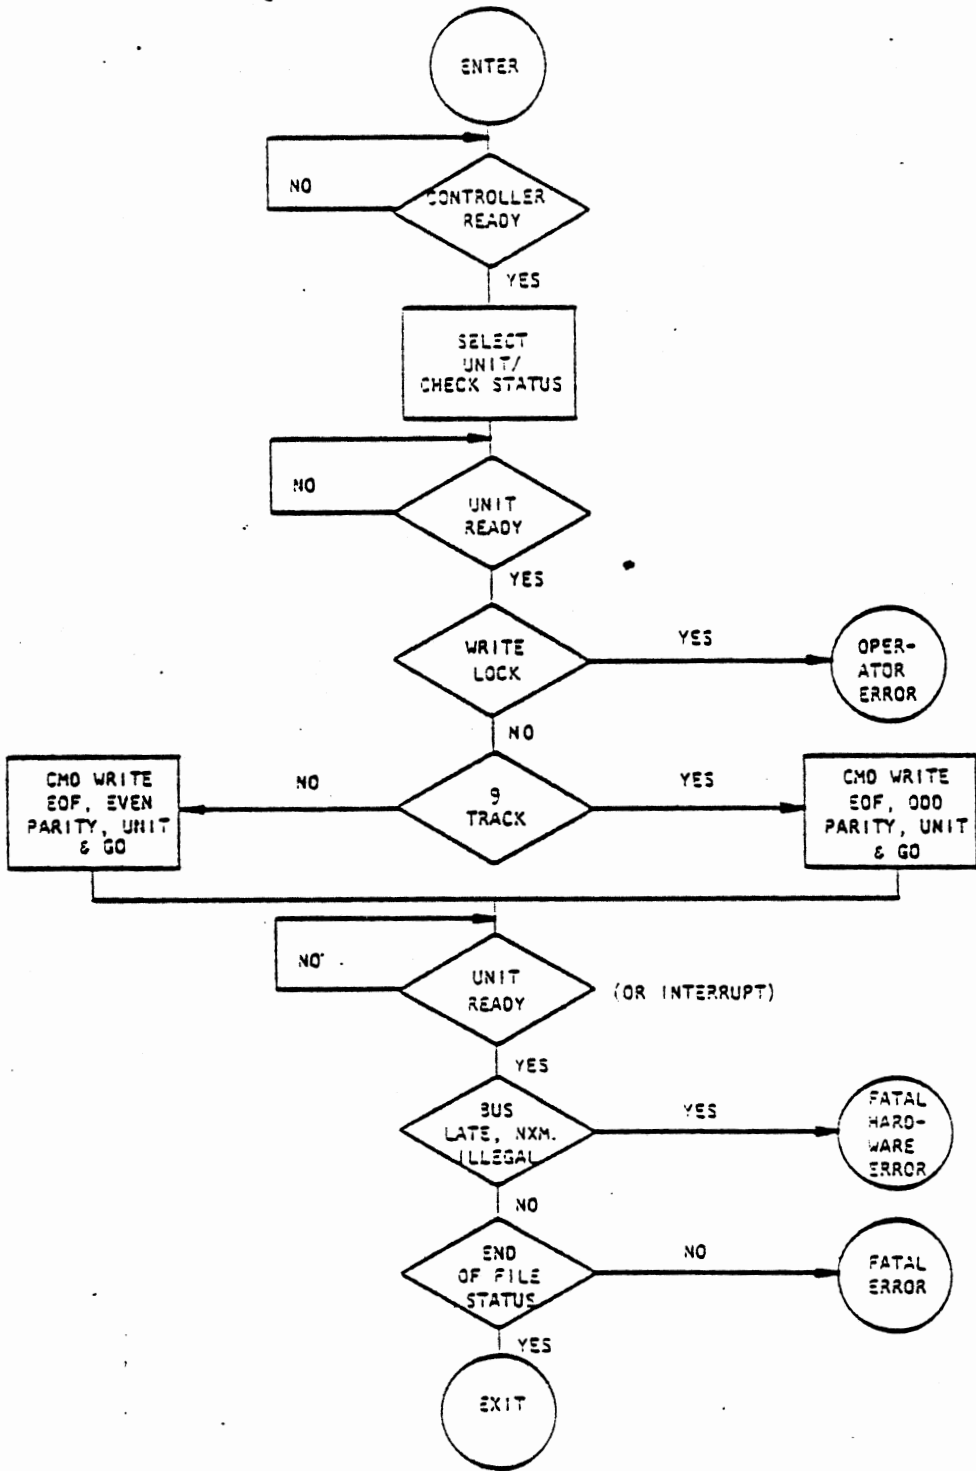 ENTER
NO
CONTROLLER
READY
YES
SELECT
UNIT/
CHECK STATUS
NO
UNIT
READY
YES
WRITE
LOCK
YES
OPER-
ATOR
ERROR
NO
CMD WRITE
EOF, EVEN
PARITY, UNIT
& GO
NO
9
TRACK
YES
CMD WRITE
EOF, ODD
PARITY, UNIT
& GO
NO
UNIT
READY
(OR INTERRUPT)
YES
BUS
LATE, NXM.
ILLEGAL
YES
FATAL
HARD-
WARE
ERROR
NO
END
OF FILE
STATUS
NO
FATAL
ERROR
YES
EXIT